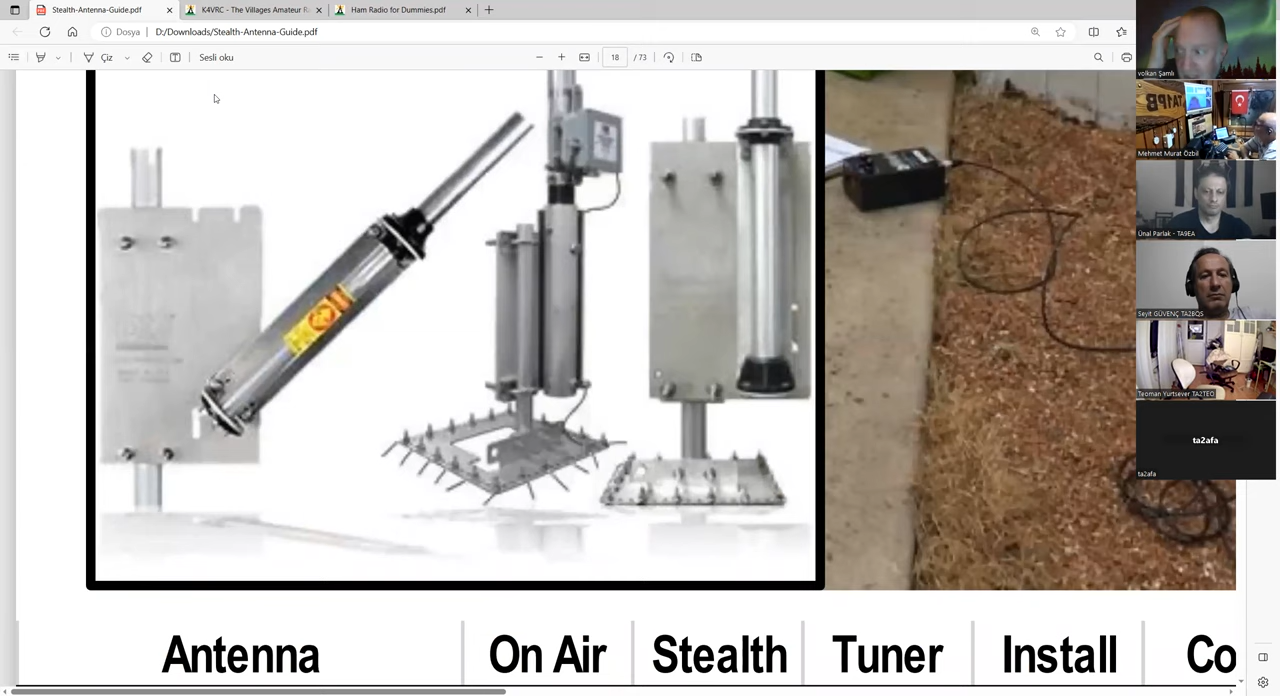 Stealth-Antenna-Guide.pdf
K4VRC - The Villages Amateur R
Ham Radio for Dummies.pdf
Dosya
D:/Downloads/Stealth-Antenna-Guide.pdf
Çiz
Sesli oku
18 / 73
volkan Şamlı
TA1PB
Mehmet Murat Özbil
Ünal Parlak - TA9EA
Seyit GÜVENÇ TA2BQS
Teoman Yurtsever TA2TEO
ta2afa
ta2afa
Antenna On Air Stealth Tuner Install Co